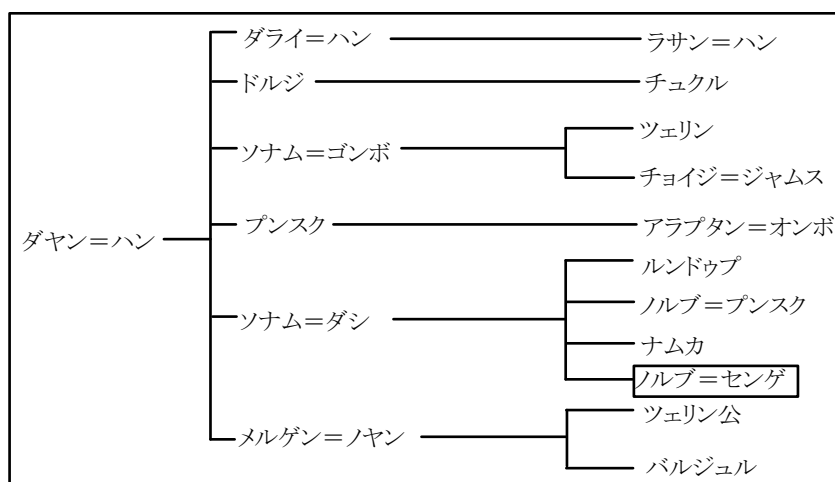 ダライ＝ハン
ラサン＝ハン
ドルジ
チュクル
ツェリン
ソナム＝ゴンボ
チョイジ＝ジャムス
プンスク
アラプタン＝オンボ
ダヤン＝ハン
ルンドゥプ
ノルブ＝プンスク
ソナム＝ダシ
ナムカ
ノルブ＝センゲ
ツェリン公
メルゲン＝ノヤン
バルジュル